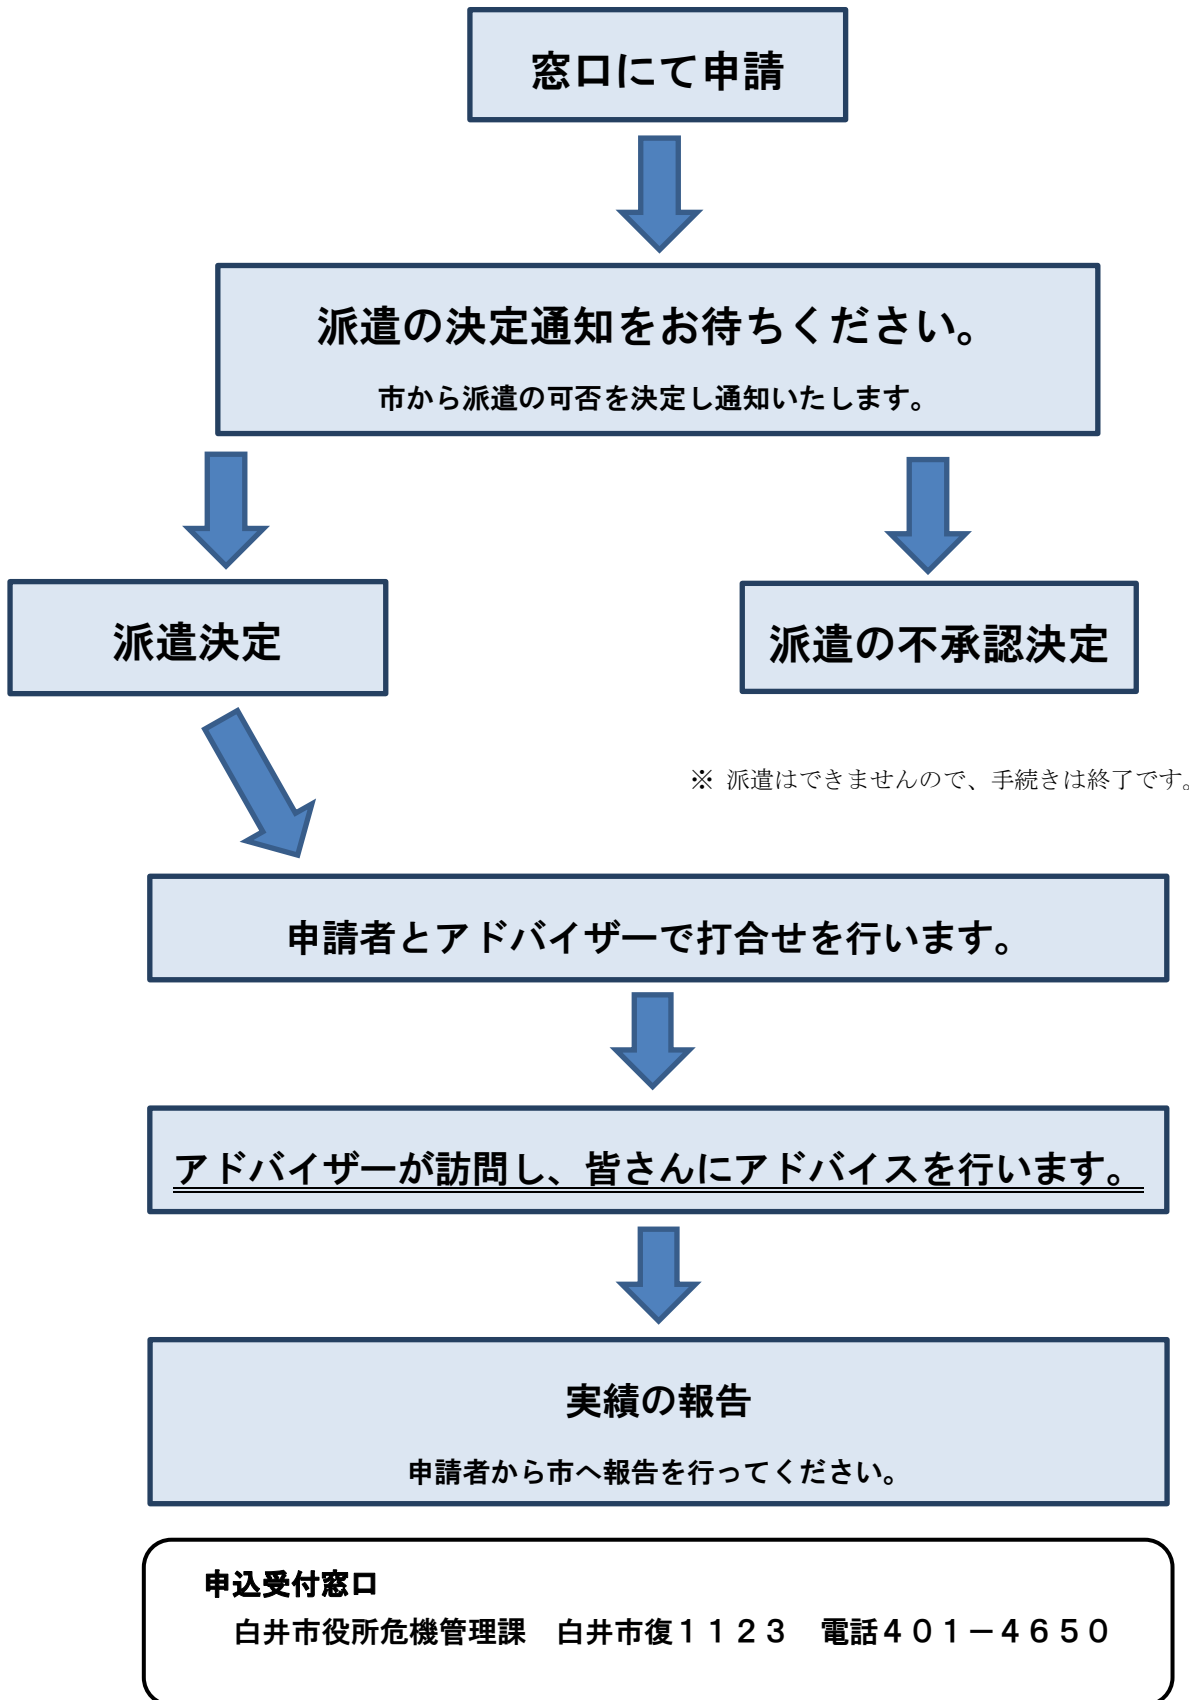 窓口にて申請
派遣の決定通知をお待ちください。
市から派遣の可否を決定し通知いたします。
派遣決定
派遣の不承認決定
※ 派遣はできませんので、手続きは終了です。
申請者とアドバイザーで打合せを行います。
アドバイザーが訪問し、皆さんにアドバイスを行います。
実績の報告
申請者から市へ報告を行ってください。
申込受付窓口
白井市役所危機管理課　白井市復１１２３　電話４０１－４６５０